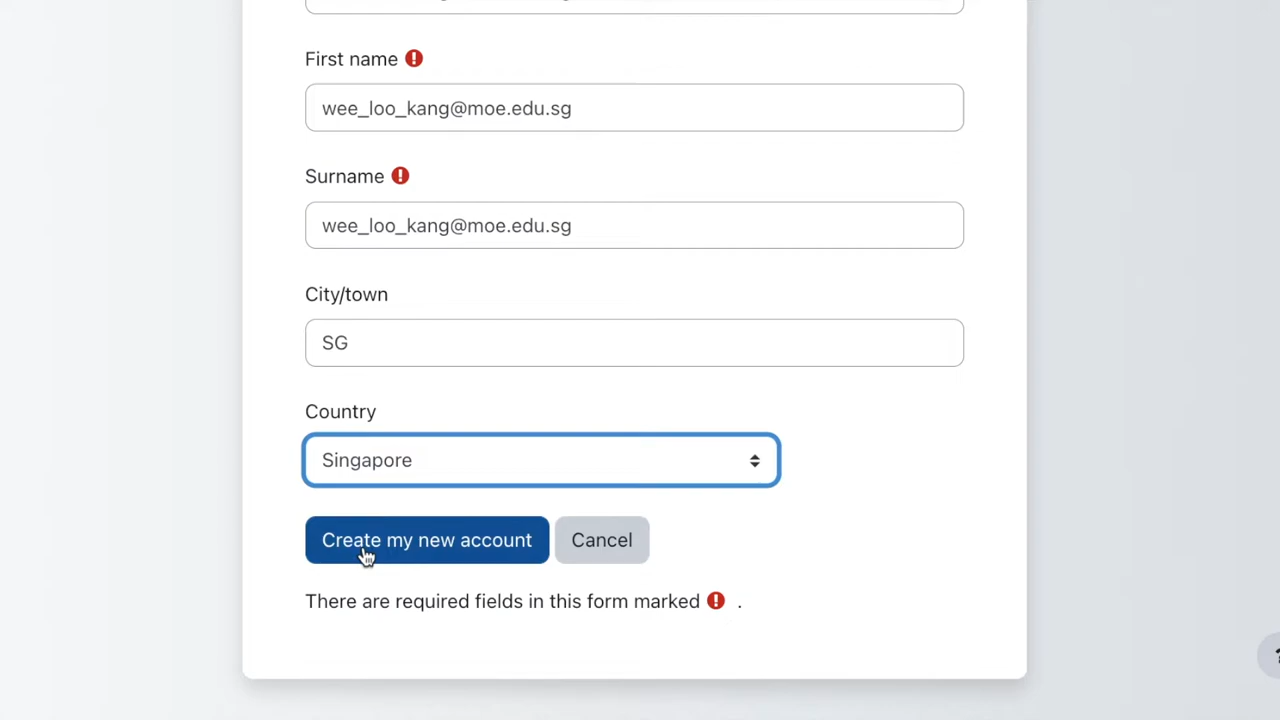 First name
wee_loo_kang@moe.edu.sg
Surname
wee_loo_kang@moe.edu.sg
City/town
SG
Country
Singapore
Create my new account Cancel
There are required fields in this form marked .
?